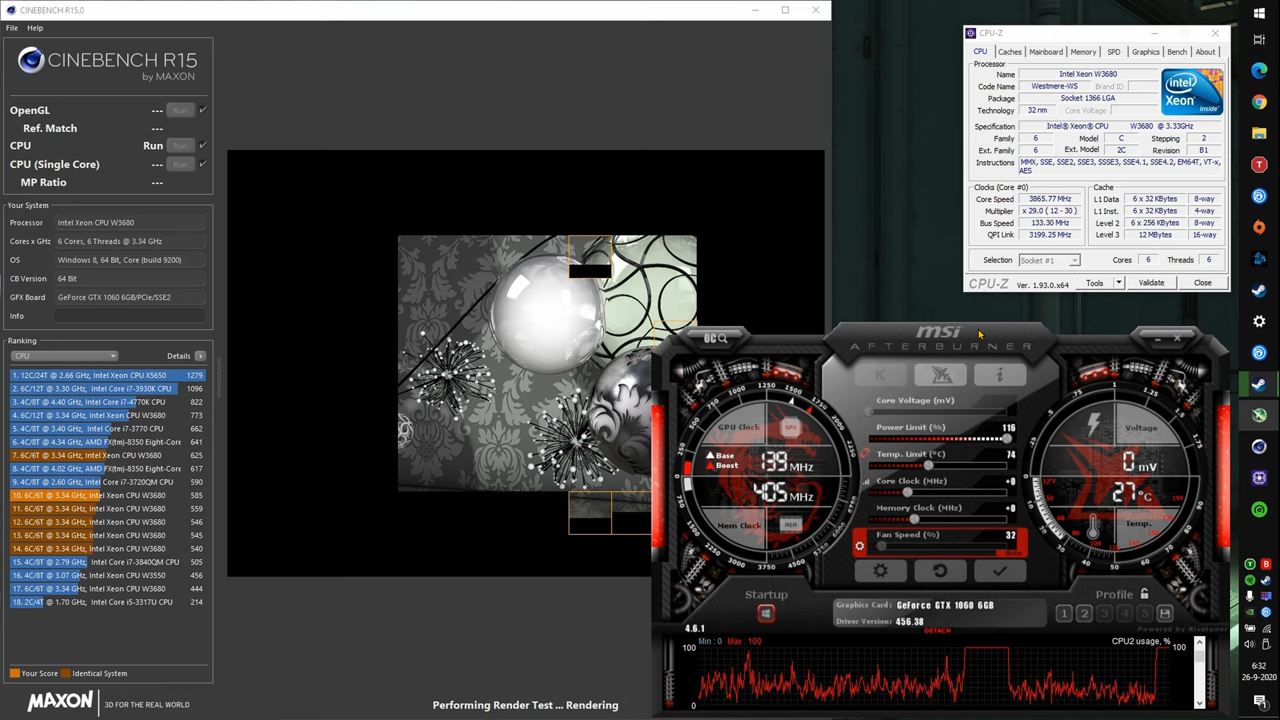 CINEBENCH R15.0
File Help
CINEBENCH R15
by MAXON
OpenGL --- Run
Ref. Match ---
CPU Run Run
CPU (Single Core) --- Run
MP Ratio ---
Your System
Processor Intel Xeon CPU W3680
Cores x GHz 6 Cores, 6 Threads @ 3.34 GHz
OS Windows 8, 64 Bit, Core (build 9200)
CB Version 64 Bit
GFX Board GeForce GTX 1060 6GB/PCIe/SSE2
Info
Ranking
CPU Details
1. 12C/24T @ 2.66 GHz, Intel Xeon CPU X5650 1279
2. 6C/12T @ 3.30 GHz, Intel Core i7-3930K CPU 1096
3. 4C/8T @ 4.40 GHz, Intel Core i7-4770K CPU 822
4. 6C/12T @ 3.34 GHz, Intel Xeon CPU W3680 773
5. 4C/8T @ 3.40 GHz, Intel Core i7-3770 CPU 662
6. 4C/8T @ 4.34 GHz, AMD FX(tm)-8350 Eight-Core 641
7. 6C/6T @ 3.34 GHz, Intel Xeon CPU W3680 625
8. 4C/8T @ 4.02 GHz, AMD FX(tm)-8350 Eight-Core 617
9. 4C/8T @ 2.60 GHz, Intel Core i7-3720QM CPU 590
10. 6C/6T @ 3.34 GHz, Intel Xeon CPU W3680 585
11. 6C/6T @ 3.34 GHz, Intel Xeon CPU W3680 559
12. 6C/6T @ 3.34 GHz, Intel Xeon CPU W3680 546
13. 6C/6T @ 3.34 GHz, Intel Xeon CPU W3680 545
14. 6C/6T @ 3.34 GHz, Intel Xeon CPU W3680 540
15. 4C/8T @ 2.79 GHz, Intel Core i7-3840QM CPU 505
16. 4C/8T @ 3.07 GHz, Intel Xeon CPU W3550 456
17. 6C/6T @ 3.34 GHz, Intel Xeon CPU W3680 444
18. 2C/4T @ 1.70 GHz, Intel Core i5-3317U CPU 214
Your Score Identical System
MAXON 3D FOR THE REAL WORLD
Performing Render Test ... Rendering
CPU-Z
CPU Caches Mainboard Memory SPD Graphics Bench About
Processor
Name Intel Xeon W3680
Code Name Westmere-WS Brand ID
Package Socket 1366 LGA
Technology 32 nm Core Voltage
intel Xeon inside
Specification Intel® Xeon® CPU W3680 @ 3.33GHz
Family 6 Model C Stepping 2
Ext. Family 6 Ext. Model 2C Revision B1
Instructions MMX, SSE, SSE2, SSE3, SSSE3, SSE4.1, SSE4.2, EM64T, VT-x,
AES
Clocks (Core #0) Cache
Core Speed 3865.77 MHz L1 Data 6 x 32 KBytes 8-way
Multiplier x 29.0 ( 12 - 30 ) L1 Inst. 6 x 32 KBytes 4-way
Bus Speed 133.30 MHz Level 2 6 x 256 KBytes 8-way
QPI Link 3199.25 MHz Level 3 12 MBytes 16-way
Selection Socket #1 Cores 6 Threads 6
CPU-Z Ver. 1.93.0.x64 Tools Validate Close
OC
msi
AFTERBURNER
Core Voltage (mV)
Power Limit (%) 116
Temp. Limit (°C) 74
Core Clock (MHz) +0
Memory Clock (MHz) +0
Fan Speed (%) 32
Auto
GPU Clock GPU
Base
Boost
139 MHz
405 MHz
Mem Clock MEM
Voltage
0 mV
27 °C
Temp.
Startup
Graphics Card: GeForce GTX 1060 6GB
Driver Version: 456.38
Profile
1 2 3 4 5
4.6.1
DETACH
Powered by Rivatuner
Min : 0 Max : 100 CPU2 usage, %
100 100
0
6:32
26-9-2020